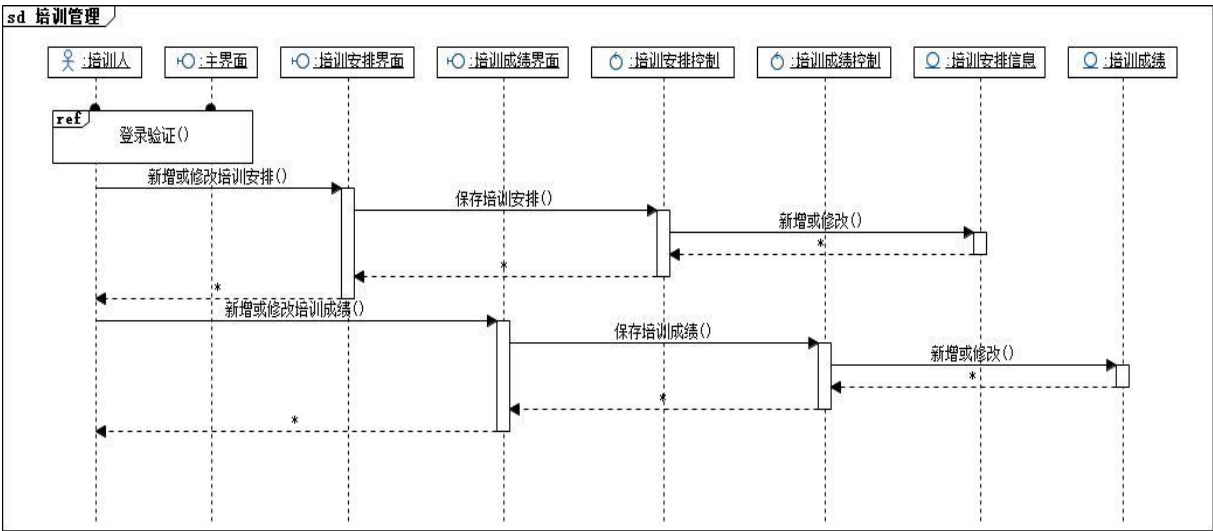 sd 培训管理
:培训人
:主界面
:培训安排界面
:培训成绩界面
:培训安排控制
:培训成绩控制
:培训安排信息
:培训成绩
ref
登录验证()
新增或修改培训安排()
保存培训安排()
新增或修改()
*
*
*
新增或修改培训成绩()
保存培训成绩()
新增或修改()
*
*
*